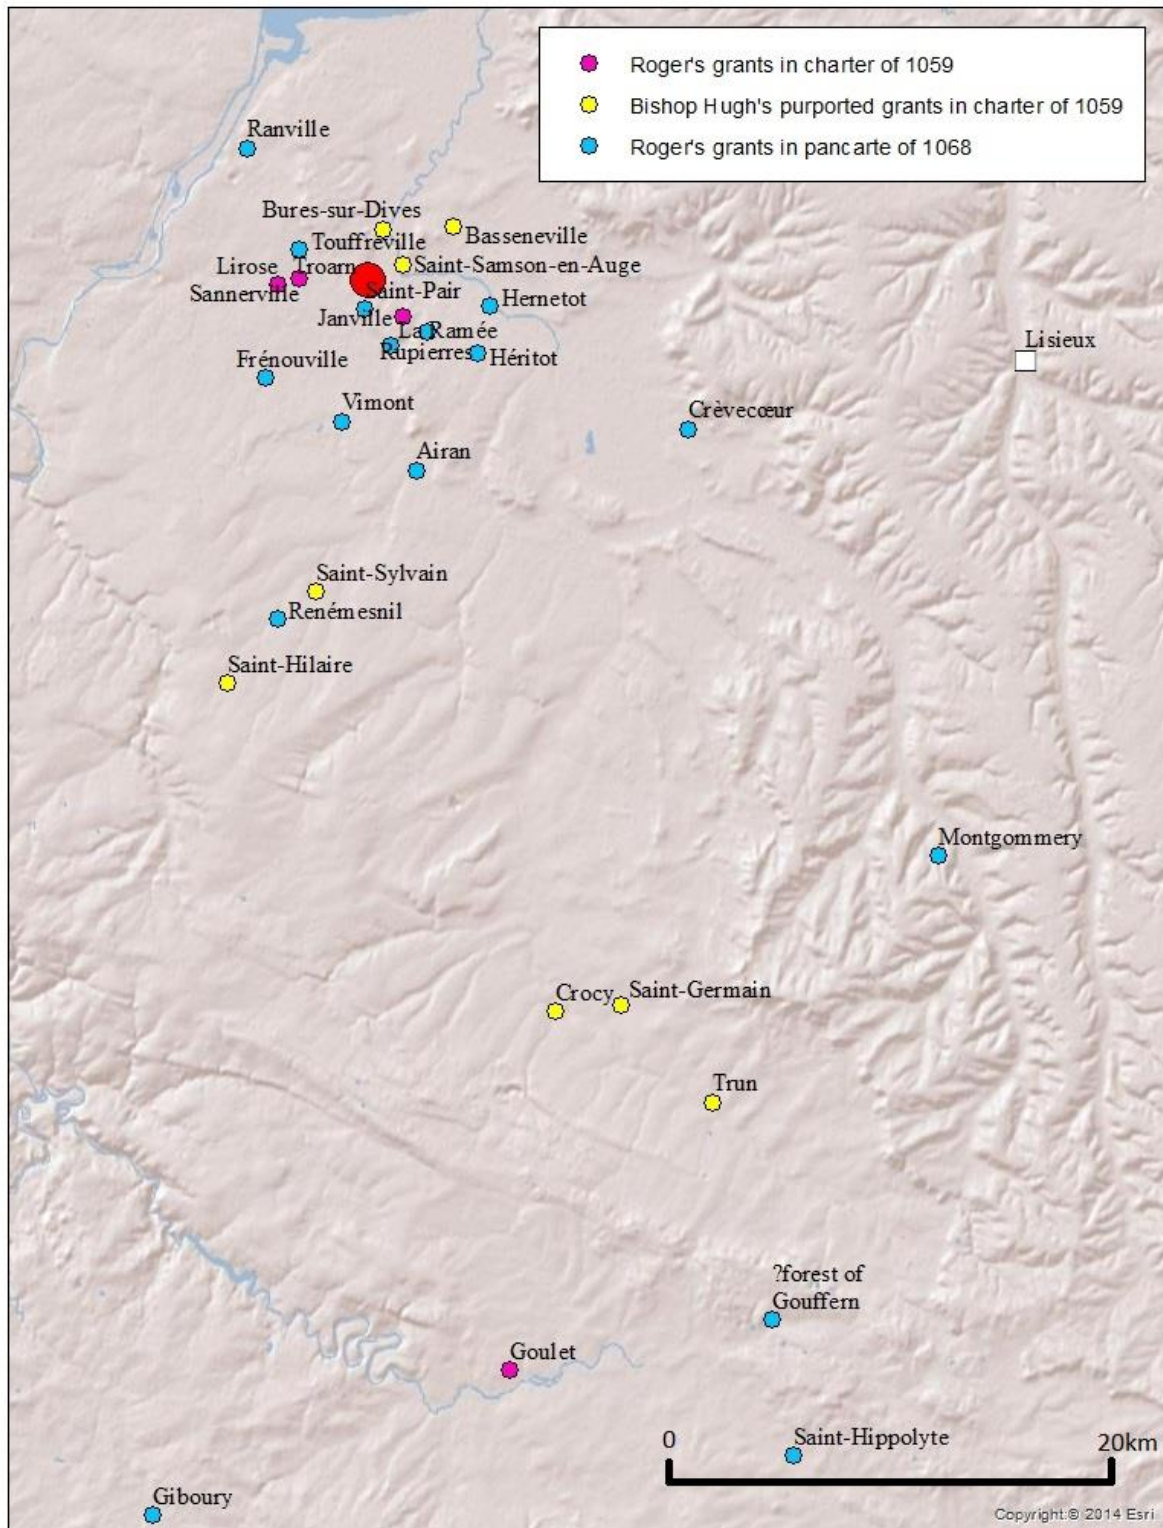 Roger's grants in charter of 1059
Bishop Hugh's purported grants in charter of 1059
Roger's grants in pancarte of 1068
Ranville
Bures-sur-Dives
Basseneville
Touffreville
Lirose
Troarn
Saint-Samson-en-Auge
Sannerville
Saint-Pair
Hernetot
Janville
La Ramée
Rupierres
Héritot
Lisieux
Frénouville
Vimont
Crèvecœur
Airan
Saint-Sylvain
Renémesnil
Saint-Hilaire
Montgommery
Crocy
Saint-Germain
Trun
?forest of
Gouffern
Goulet
0
20km
Saint-Hippolyte
Giboury
Copyright:© 2014 Esri